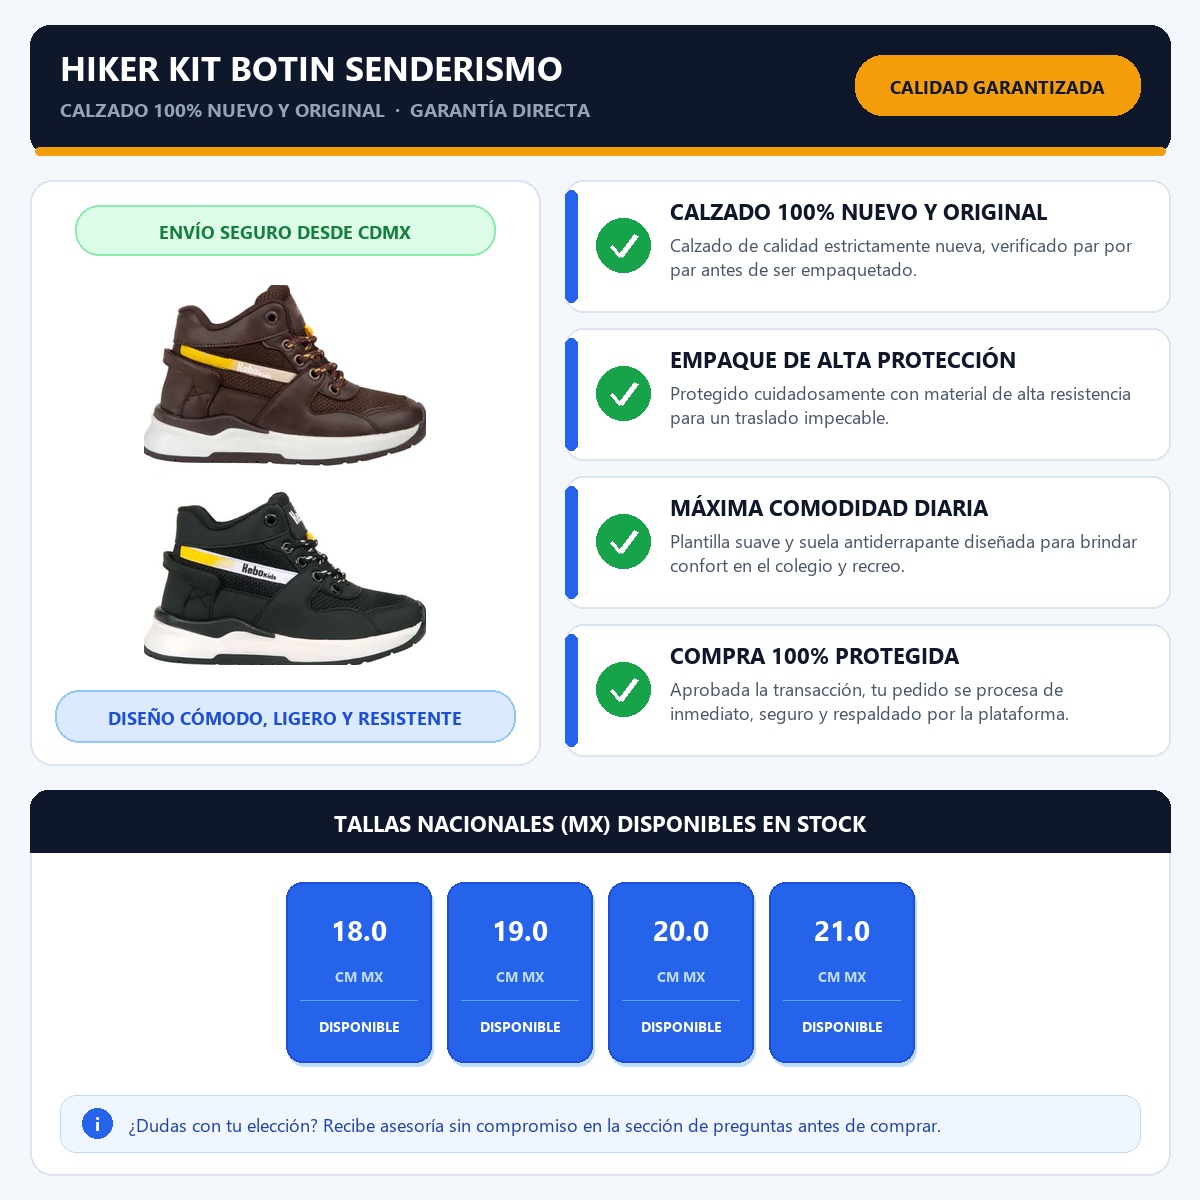 HIKER KIT BOTIN SENDERISMO
CALZADO 100% NUEVO Y ORIGINAL · GARANTÍA DIRECTA
CALIDAD GARANTIZADA
ENVÍO SEGURO DESDE CDMX
HeboKids
DISEÑO CÓMODO, LIGERO Y RESISTENTE
CALZADO 100% NUEVO Y ORIGINAL
Calzado de calidad estrictamente nueva, verificado par por
par antes de ser empaquetado.
EMPAQUE DE ALTA PROTECCIÓN
Protegido cuidadosamente con material de alta resistencia
para un traslado impecable.
MÁXIMA COMODIDAD DIARIA
Plantilla suave y suela antiderrapante diseñada para brindar
confort en el colegio y recreo.
COMPRA 100% PROTEGIDA
Aprobada la transacción, tu pedido se procesa de
inmediato, seguro y respaldado por la plataforma.
TALLAS NACIONALES (MX) DISPONIBLES EN STOCK
18.0
CM MX
DISPONIBLE
19.0
CM MX
DISPONIBLE
20.0
CM MX
DISPONIBLE
21.0
CM MX
DISPONIBLE
¿Dudas con tu elección? Recibe asesoría sin compromiso en la sección de preguntas antes de comprar.